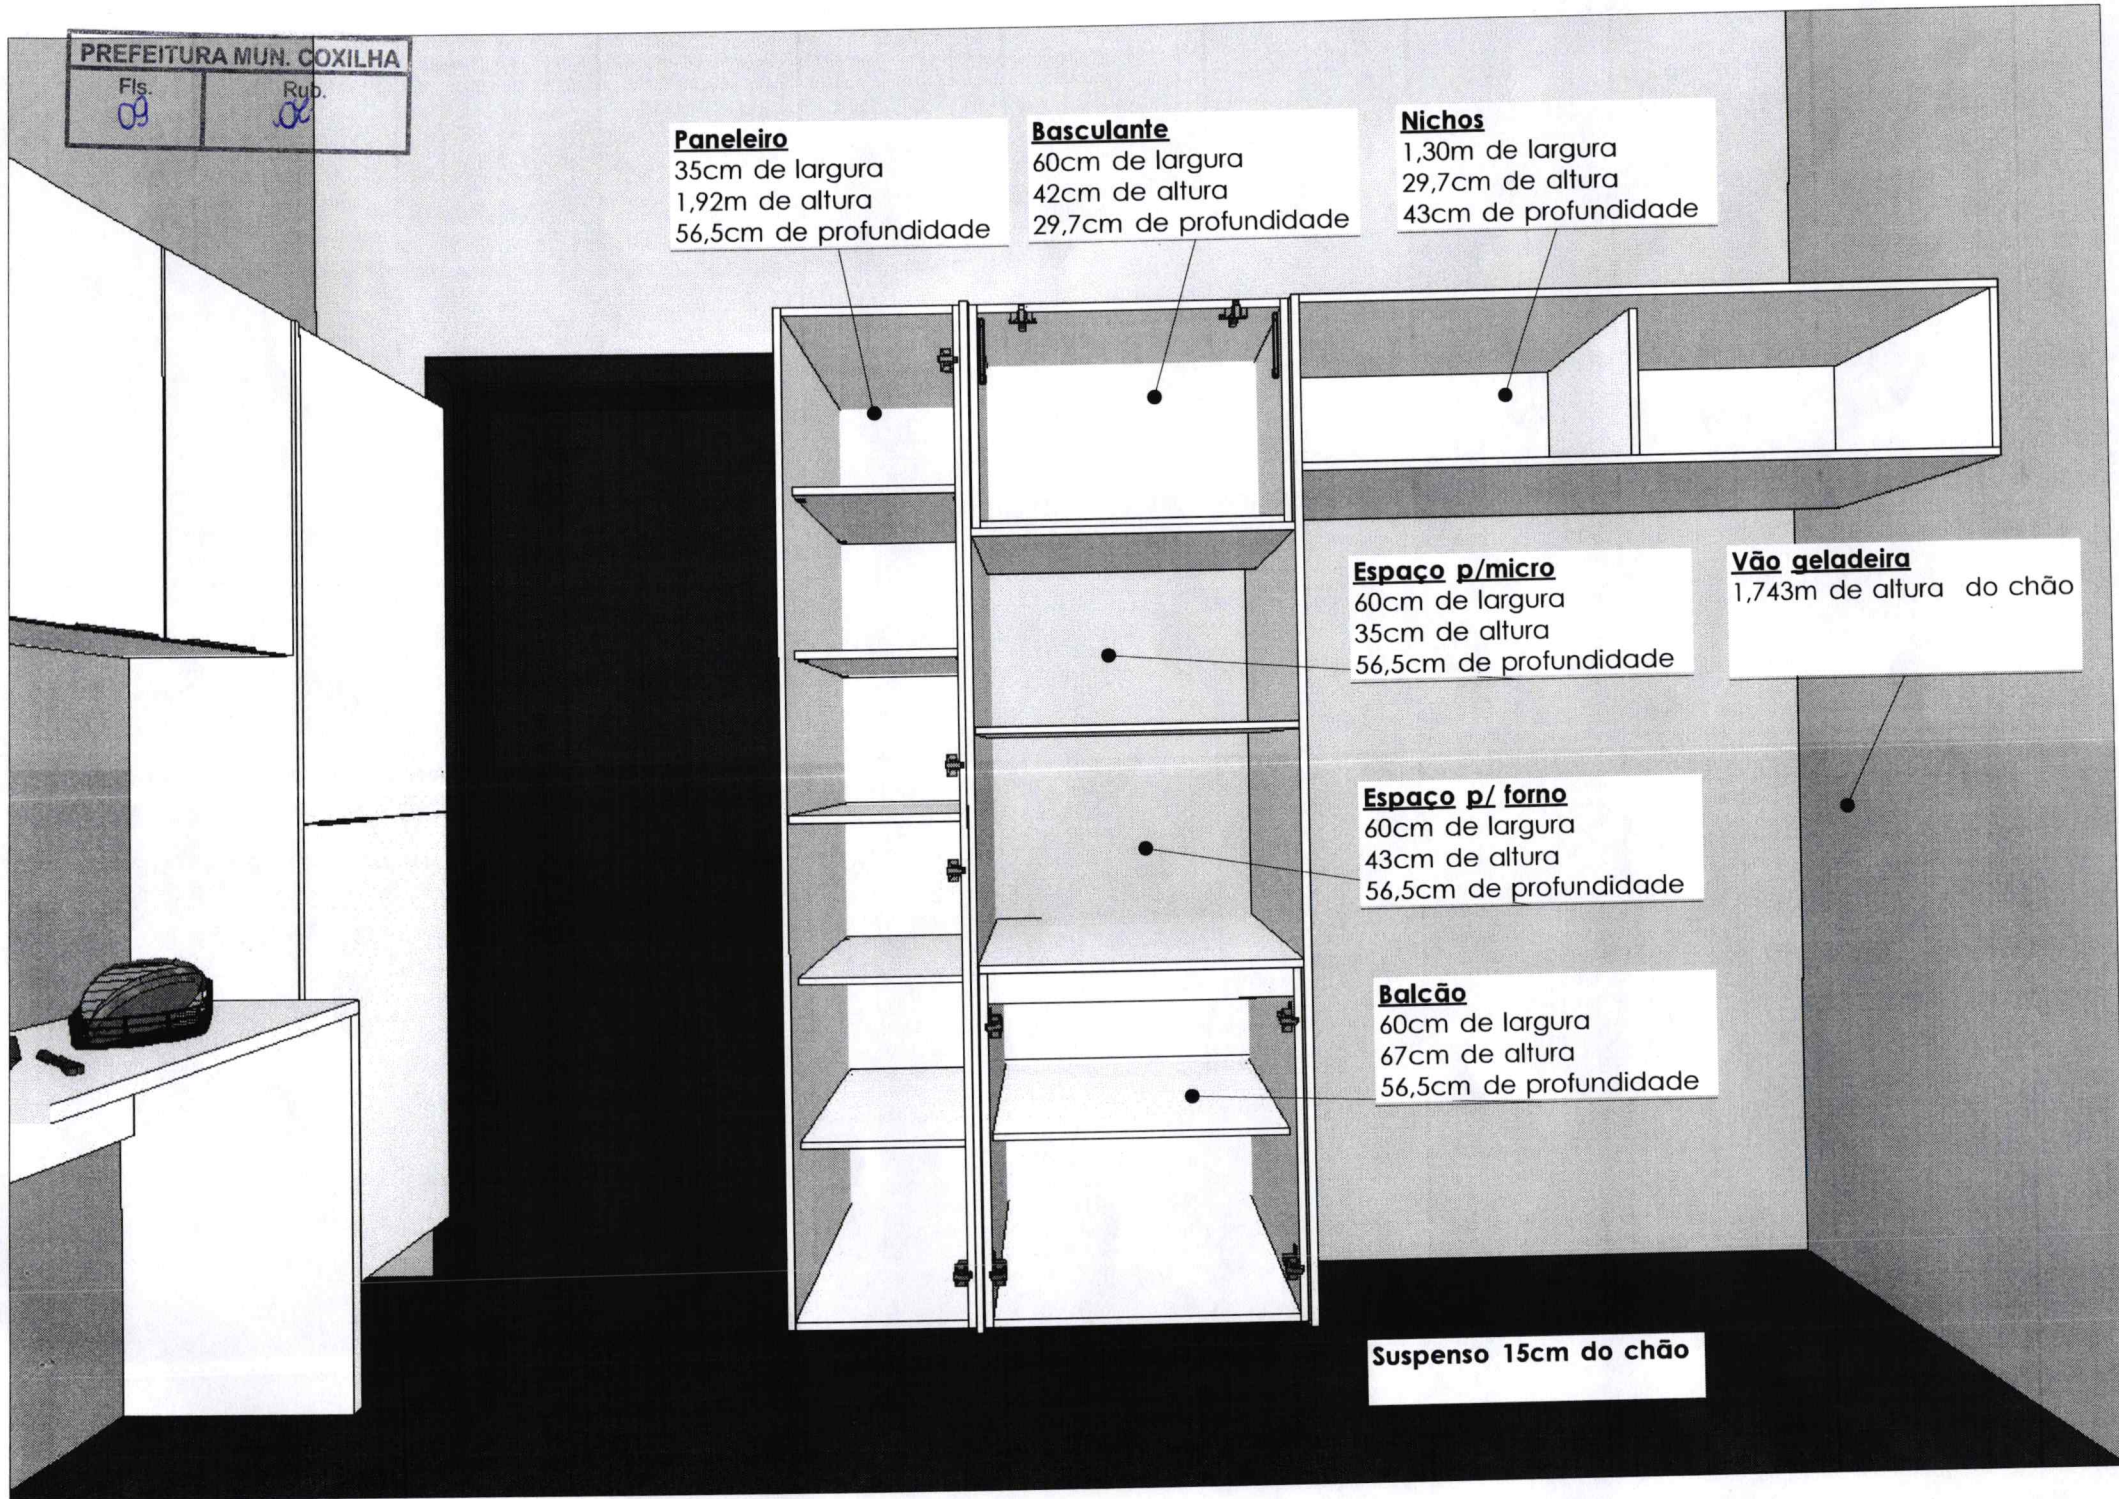 PREFEITURA MUN. COXILHA
Fls. Rub.
09
Paneleiro
35cm de largura
1,92m de altura
56,5cm de profundidade
Basculante
60cm de largura
42cm de altura
29,7cm de profundidade
Nichos
1,30m de largura
29,7cm de altura
43cm de profundidade
Espaço p/micro
60cm de largura
35cm de altura
56,5cm de profundidade
Vão geladeira
1,743m de altura do chão
Espaço p/ forno
60cm de largura
43cm de altura
56,5cm de profundidade
Balcão
60cm de largura
67cm de altura
56,5cm de profundidade
Suspenso 15cm do chão